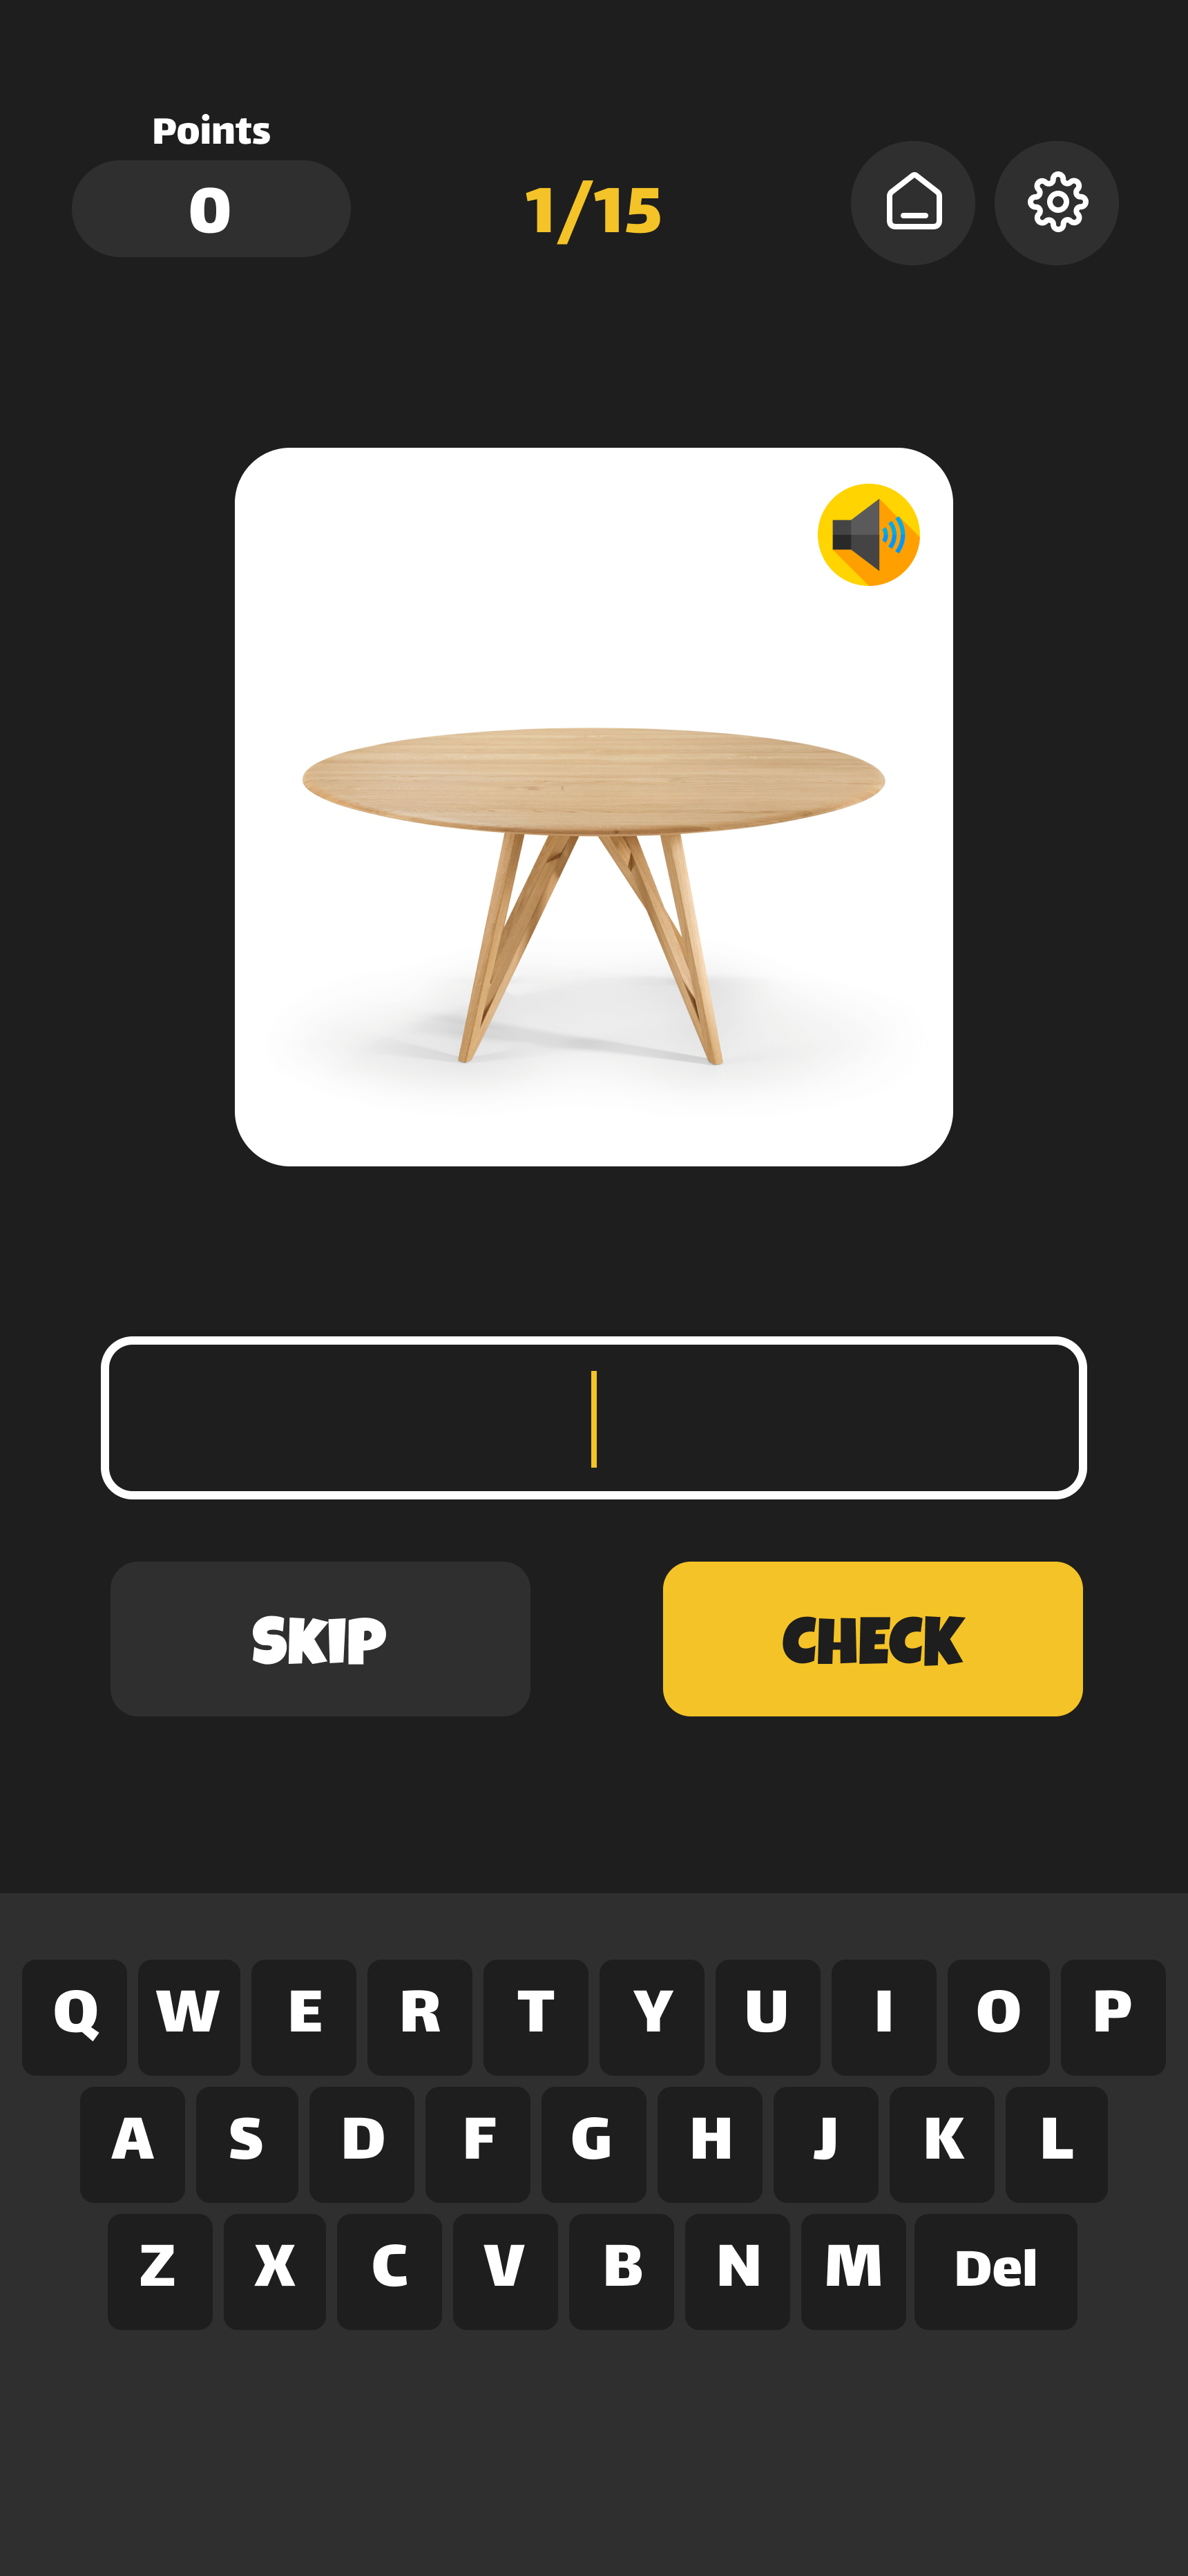 Points
0
1/15
SKIP
CHECK
Q W E R T Y U I O P
A S D F G H J K L
Z X C V B N M Del